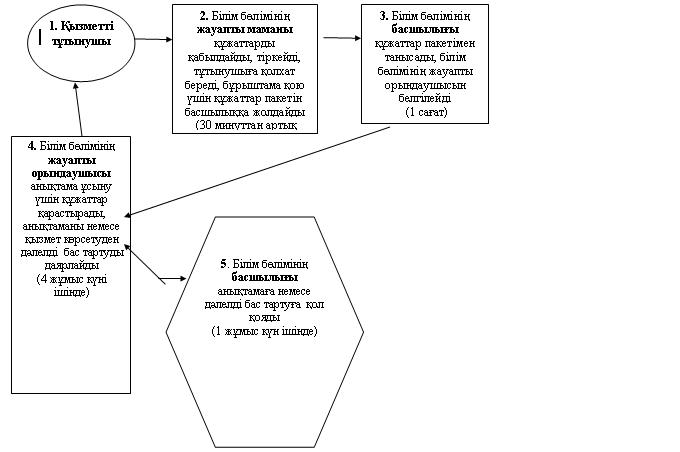 1. Қызметті
тұтынушы
2. Білім бөлімінің
жауапты маманы
құжаттарды
қабылдайды, тіркейді,
тұтынушыға қолхат
береді, бұрыштама қою
үшін құжаттар пакетін
басшылыққа жолдайды
(30 минуттан артық
3. Білім бөлімінің
басшылығы
құжаттар пакетімен
танысады, білім
бөлімінің жауапты
орындаушысын
белгілейді
(1 сағат)
4. Білім бөлімінің
жауапты
орындаушысы
анықтама ұсыну
үшін құжаттар
қарастырады,
анықтаманы немесе
қызмет көрсетуден
дәлелді бас тартуды
даярлайды
(4 жұмыс күні
ішінде)
5. Білім бөлімінің
басшылығы
анықтамаға немесе
дәлелді бас тартуға қол
қояды
(1 жұмыс күн ішінде)